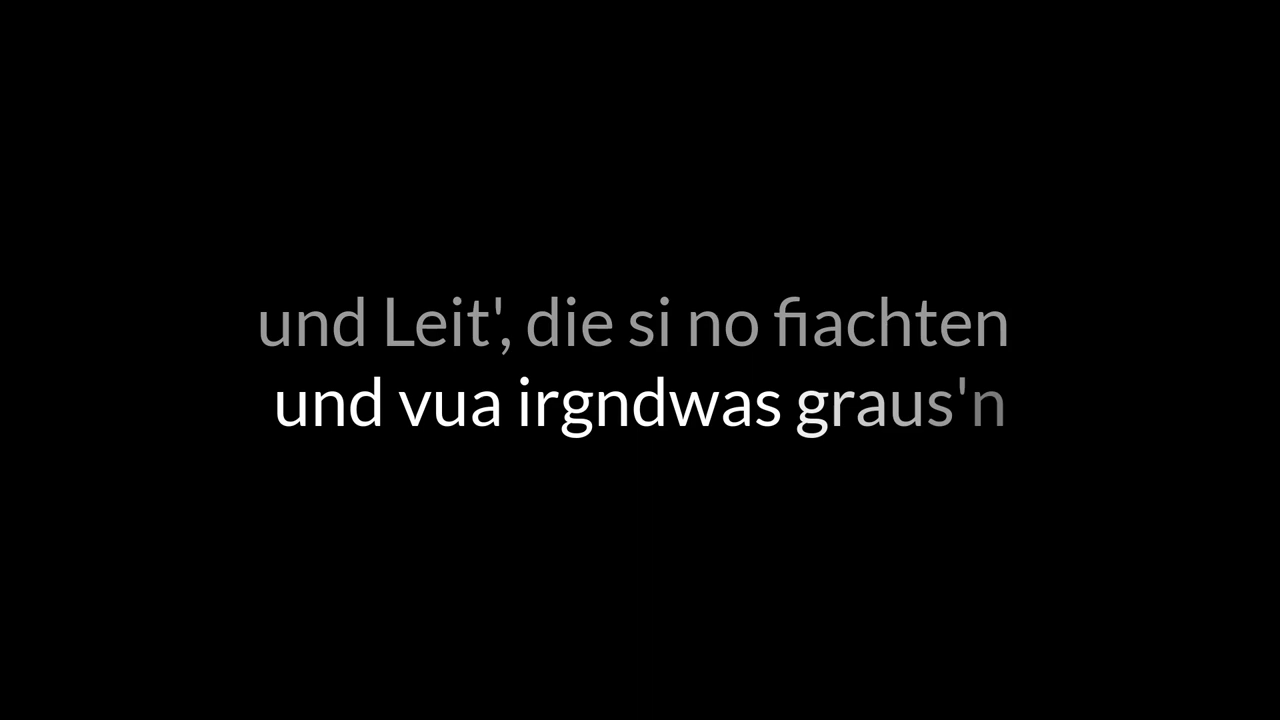 und Leit', die si no fiachten
und vua irgndwas graus'n